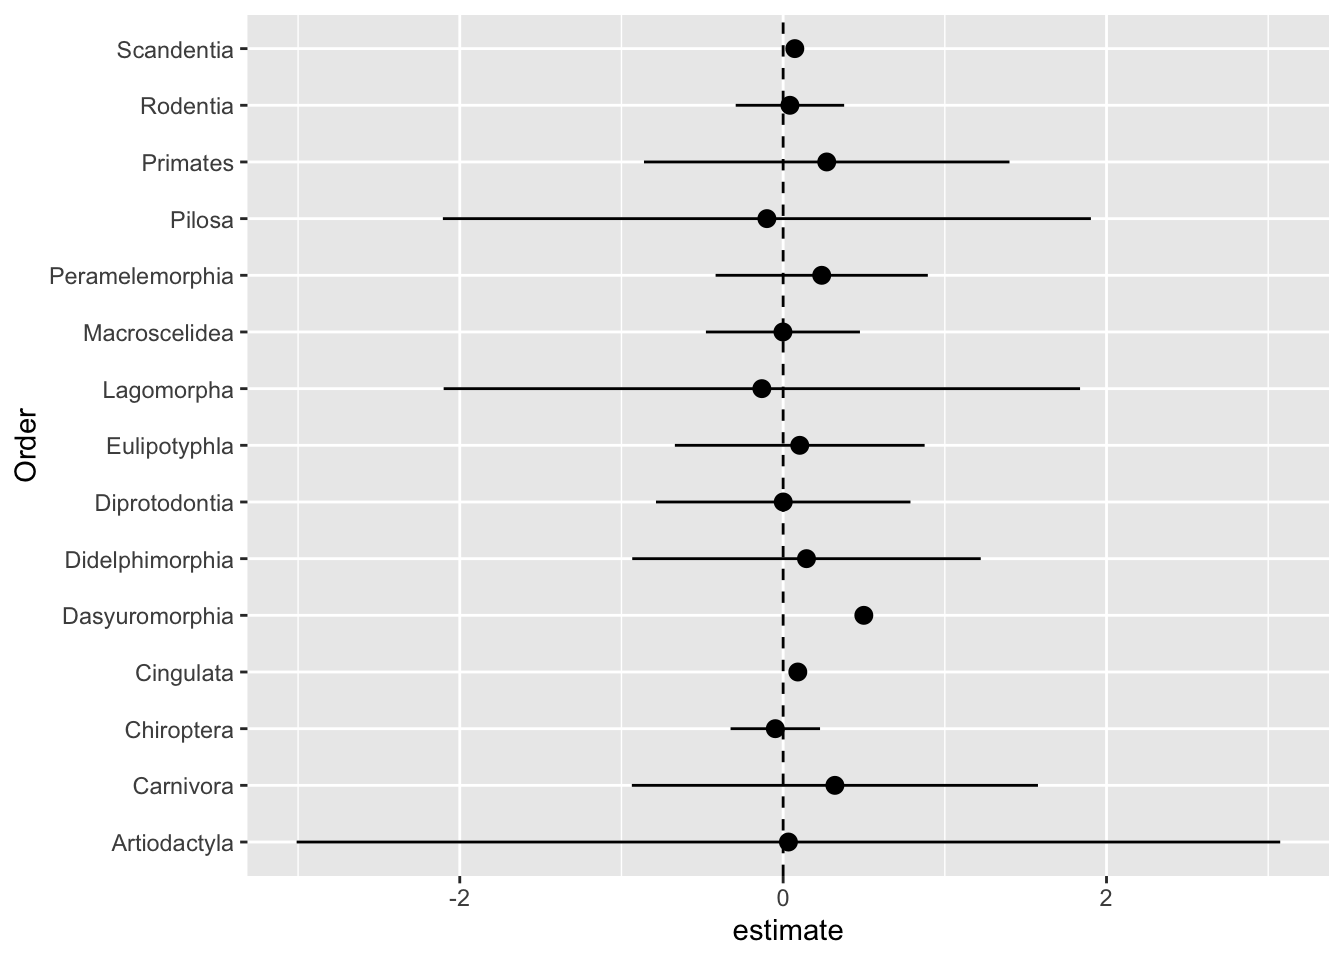 Scandentia
Rodentia
Primates
Pilosa
Peramelemorphia
Macroscelidea
Lagomorpha
Eulipotyphla
Diprotodontia
Didelphimorphia
Dasyuromorphia
Cingulata
Chiroptera
Carnivora
Artiodactyla
Order
-2 0 2
estimate